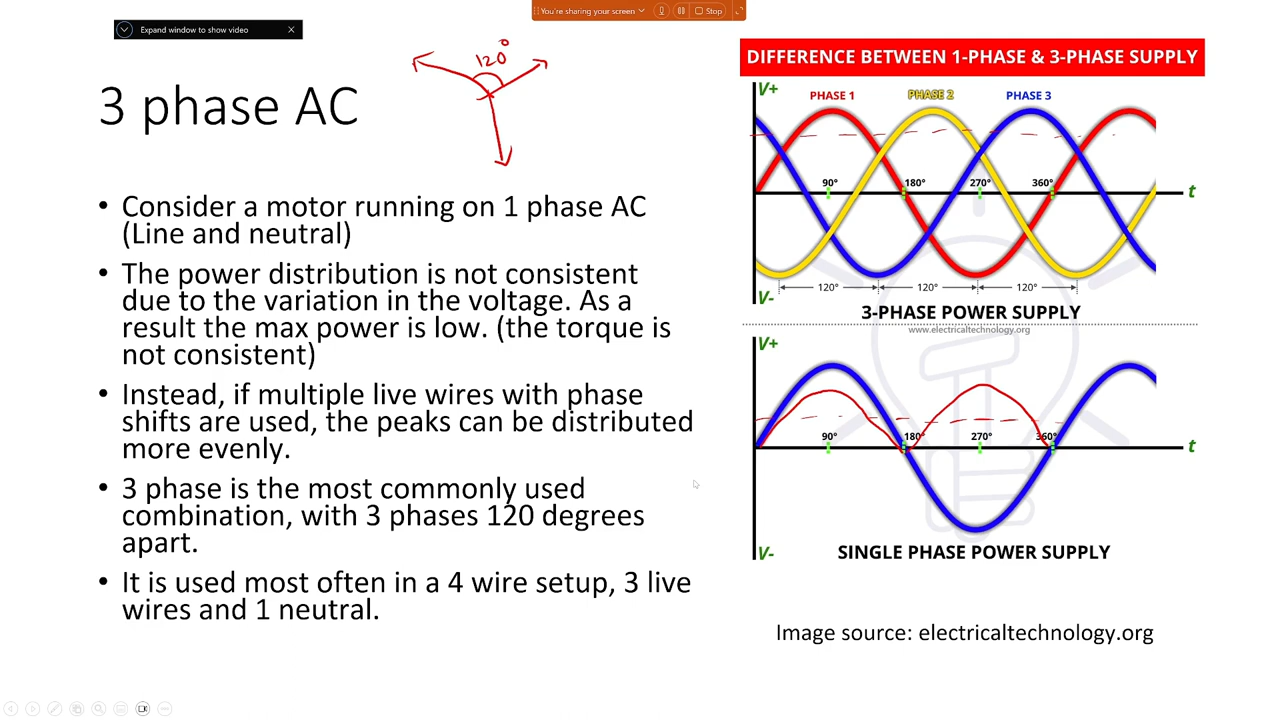 You're sharing your screen
Stop
Expand window to show video
120°
3 phase AC
• Consider a motor running on 1 phase AC
(Line and neutral)
• The power distribution is not consistent
due to the variation in the voltage. As a
result the max power is low. (the torque is
not consistent)
• Instead, if multiple live wires with phase
shifts are used, the peaks can be distributed
more evenly.
• 3 phase is the most commonly used
combination, with 3 phases 120 degrees
apart.
• It is used most often in a 4 wire setup, 3 live
wires and 1 neutral.
DIFFERENCE BETWEEN 1-PHASE & 3-PHASE SUPPLY
V+
PHASE 1 PHASE 2 PHASE 3
90° 180° 270° 360°
t
120° 120° 120°
V-
3-PHASE POWER SUPPLY
www.electricaltechnology.org
V+
90° 180° 270° 360°
t
V-
SINGLE PHASE POWER SUPPLY
Image source: electricaltechnology.org